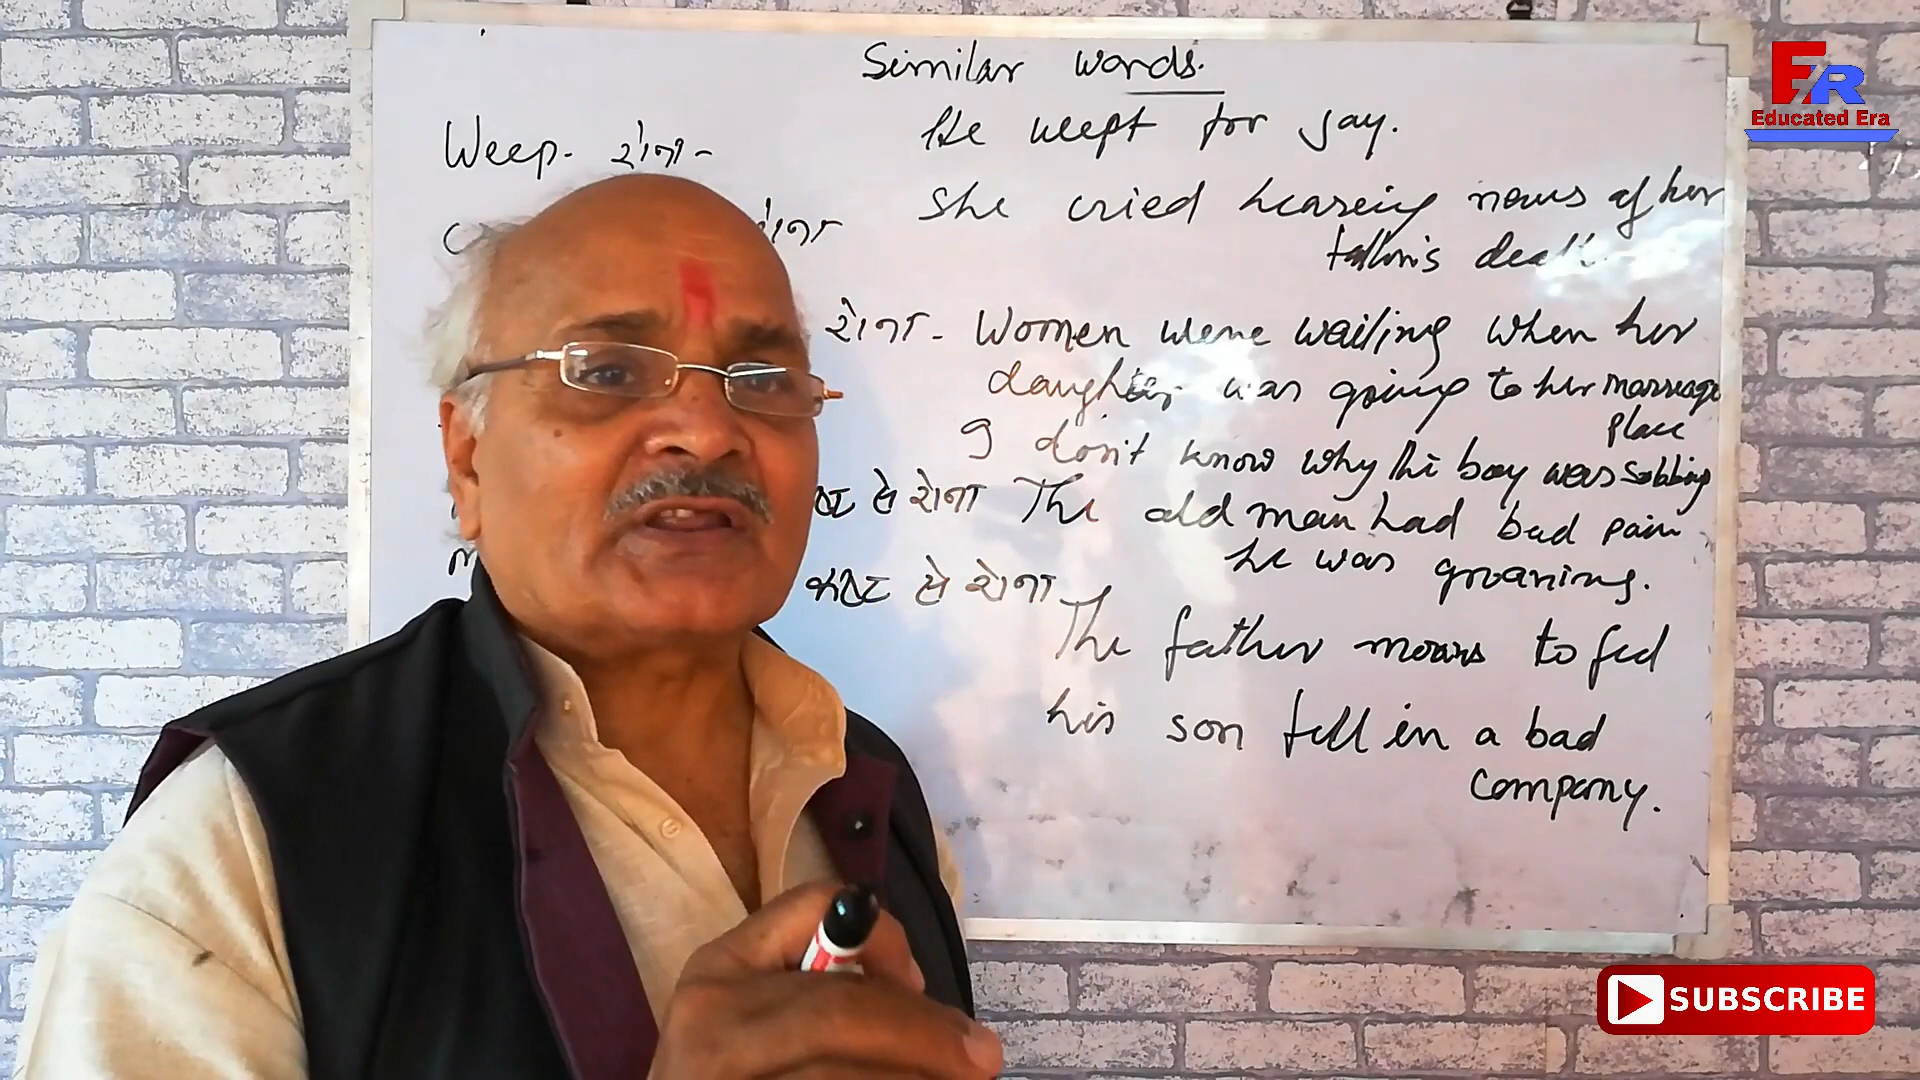 Similar words.
Weep. रोना -
He wept for Joy.
She cried hearing news of her
father's death.
रोना - Women were wailing when her
daughter was going to her marriage
place
I don't know why the boy was sobbing
से रोना The old man had bad pain
he was groaning.
कष्ट से रोना
The father moans to feel
his son fell in a bad
company.
ER
Educated Era
SUBSCRIBE